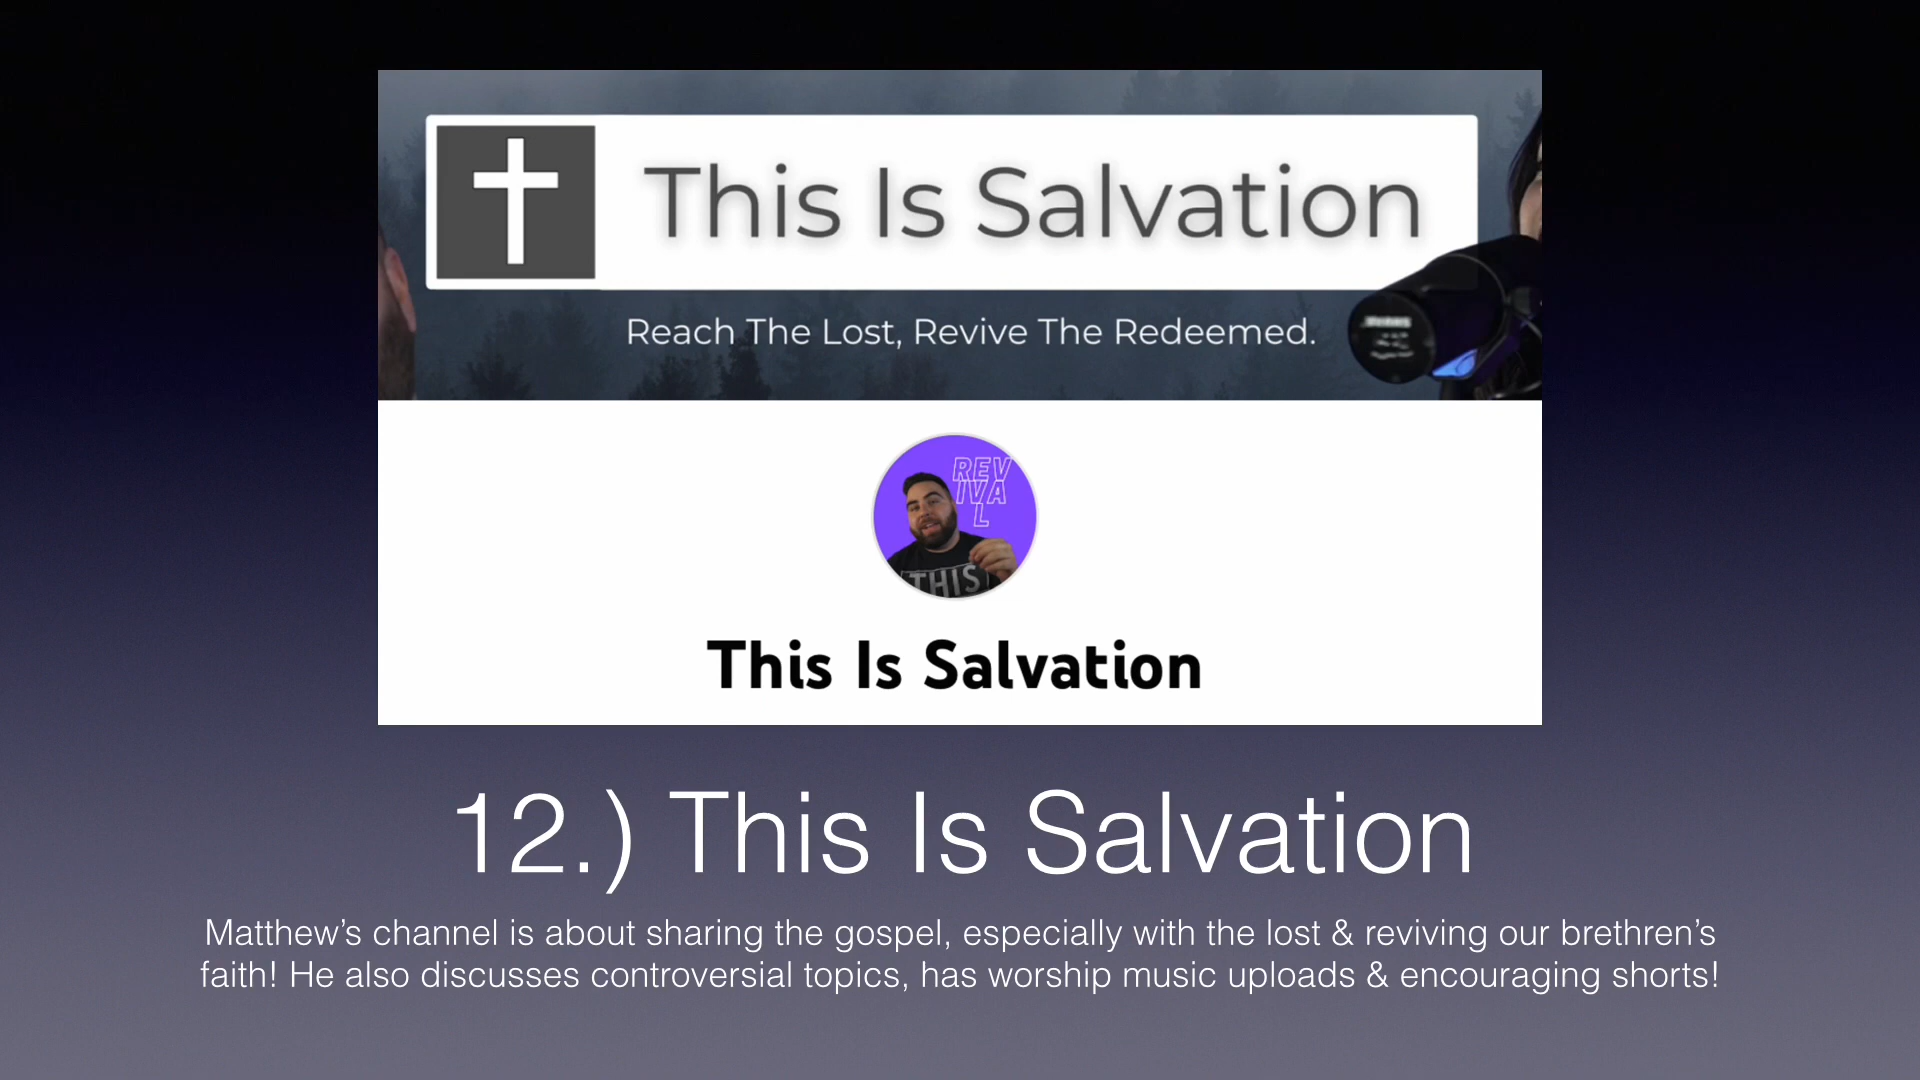 This Is Salvation
Reach The Lost, Revive The Redeemed.
REV
IVA
L
THIS
This Is Salvation
12.) This Is Salvation
Matthew’s channel is about sharing the gospel, especially with the lost & reviving our brethren’s
faith! He also discusses controversial topics, has worship music uploads & encouraging shorts!